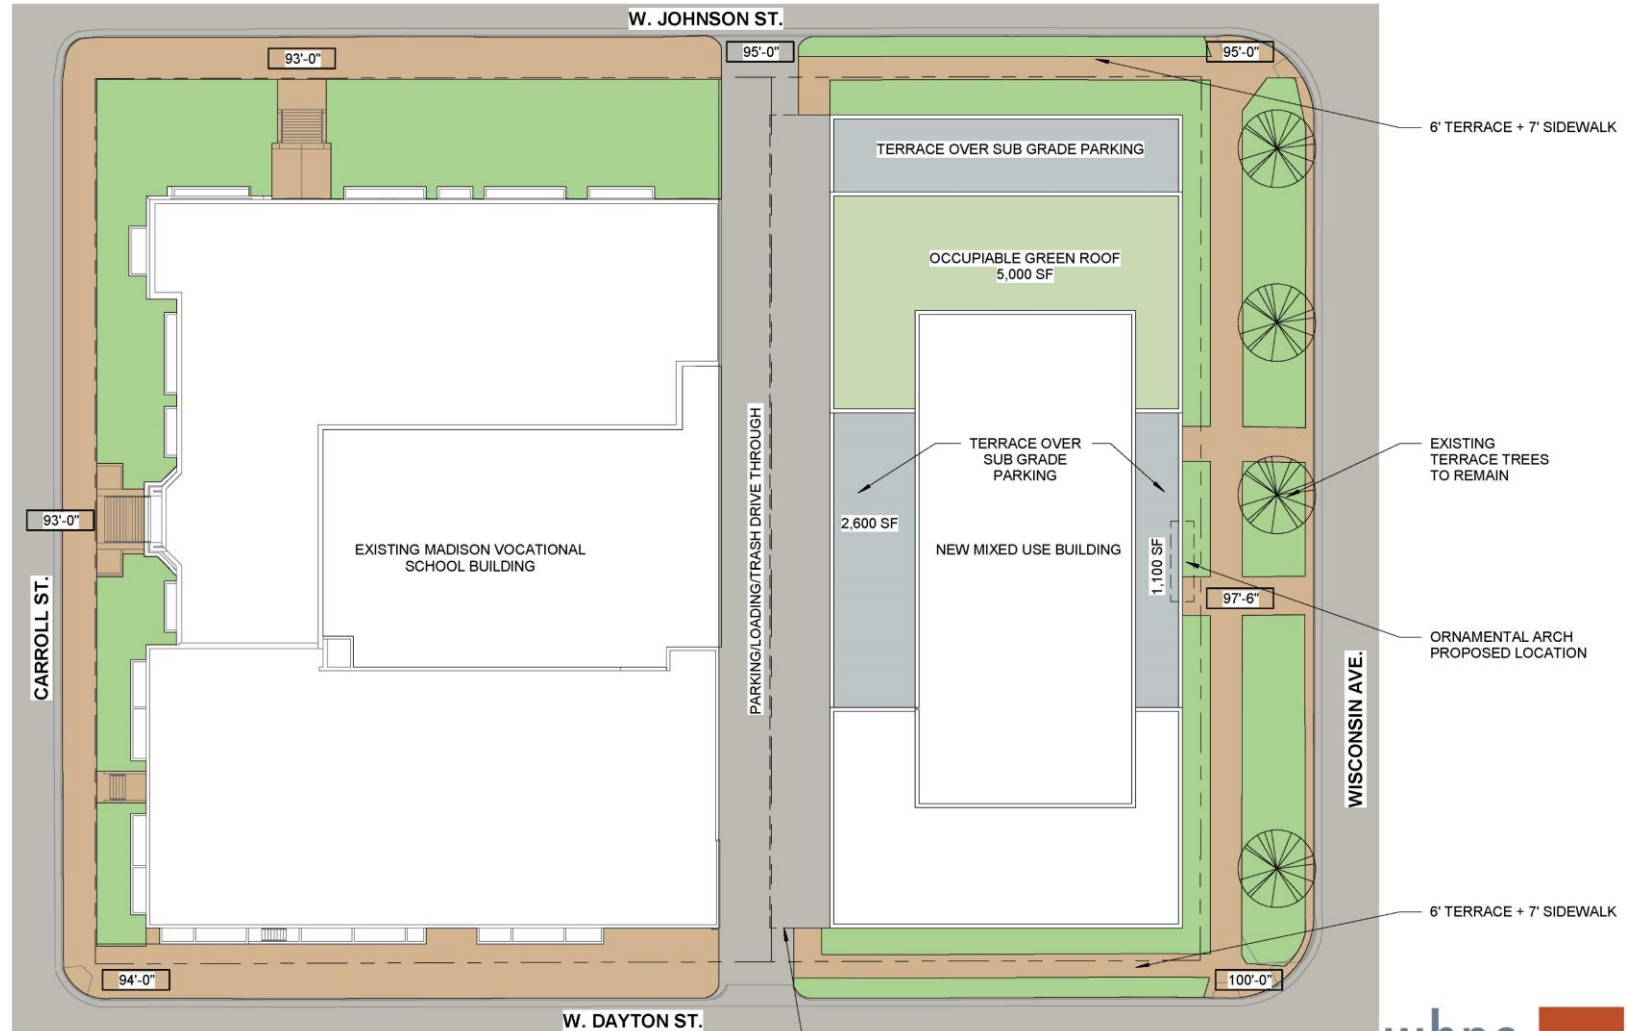 W. JOHNSON ST.
93'-0"
95'-0"
95'-0"
6' TERRACE + 7' SIDEWALK
TERRACE OVER SUB GRADE PARKING
OCCUPIABLE GREEN ROOF
5,000 SF
PARKING/LOADING/TRASH DRIVE THROUGH
TERRACE OVER
SUB GRADE
PARKING
EXISTING
TERRACE TREES
TO REMAIN
93'-0"
2,600 SF
EXISTING MADISON VOCATIONAL
SCHOOL BUILDING
NEW MIXED USE BUILDING
1,100 SF
97'-6"
CARROLL ST.
ORNAMENTAL ARCH
PROPOSED LOCATION
WISCONSIN AVE.
6' TERRACE + 7' SIDEWALK
94'-0"
100'-0"
W. DAYTON ST.